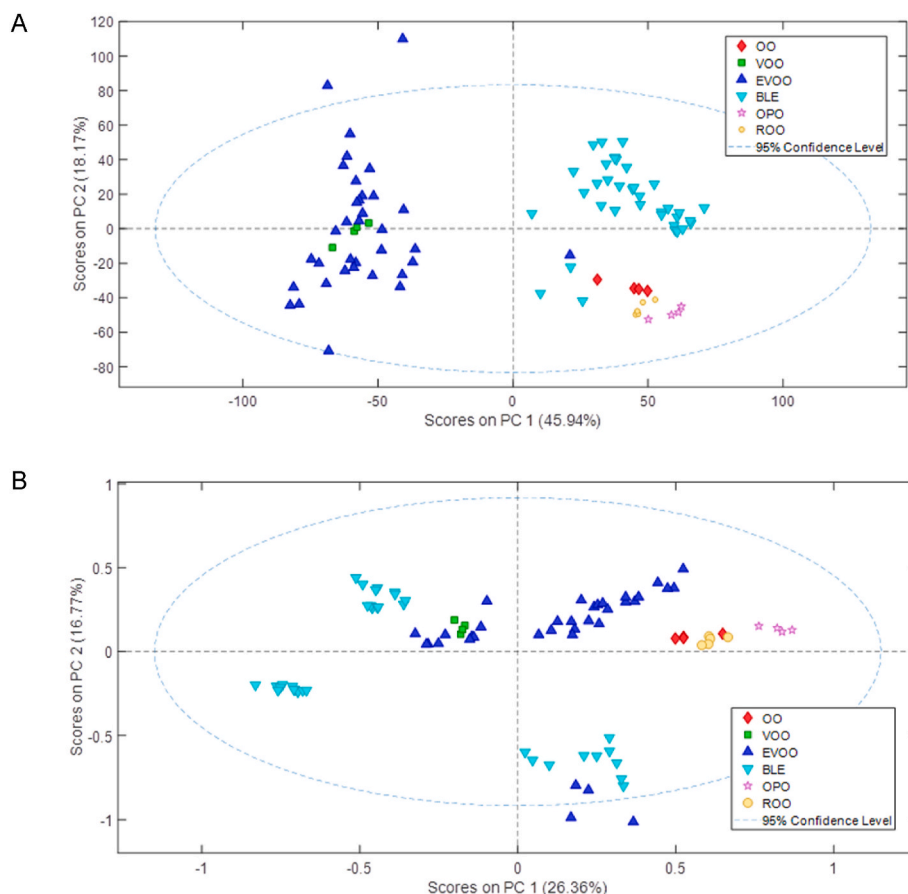 A
120
100
80
60
40
20
0
-20
-40
-60
-80
Scores on PC 2 (18.17%)
OO
VOO
EVOO
BLE
OPO
ROO
95% Confidence Level
-100
-50
0
50
100
Scores on PC 1 (45.94%)
B
1
0.5
0
-0.5
-1
Scores on PC 2 (16.77%)
OO
VOO
EVOO
BLE
OPO
ROO
95% Confidence Level
-1
-0.5
0
0.5
1
Scores on PC 1 (26.36%)